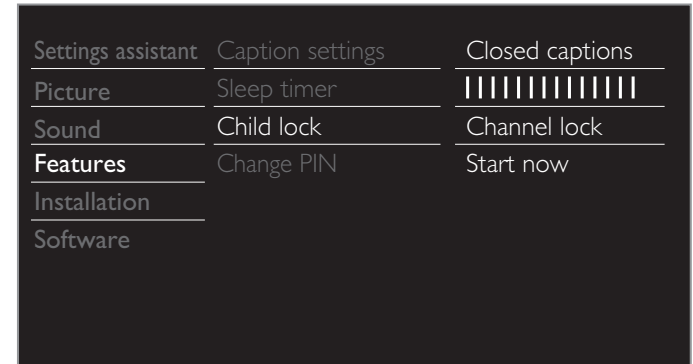 Settings assistant Caption settings Closed captions
Picture Sleep timer
Sound Child lock Channel lock
Features Change PIN Start now
Installation
Software